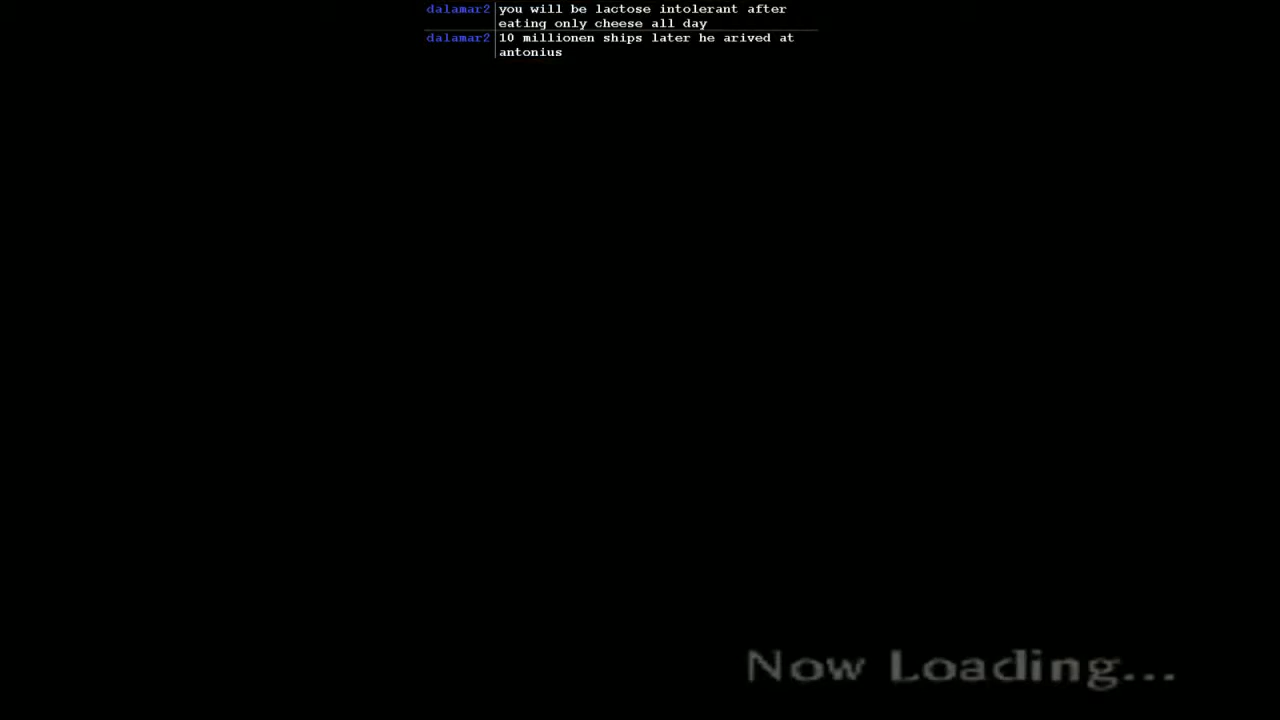 dalamar2 you will be lactose intolerant after
eating only cheese all day
dalamar2 10 millionen ships later he arived at
antonius
Now Loading...